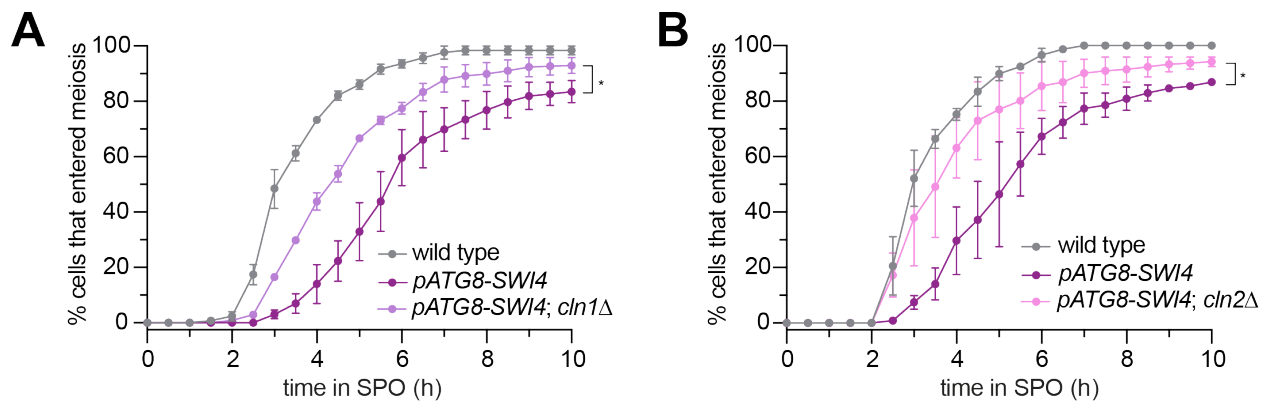 A
% cells that entered meiosis
100
80
60
40
20
0
0 2 4 6 8 10
time in SPO (h)
wild type
pATG8-SWI4
pATG8-SWI4; cln1Δ
*
B
% cells that entered meiosis
100
80
60
40
20
0
0 2 4 6 8 10
time in SPO (h)
wild type
pATG8-SWI4
pATG8-SWI4; cln2Δ
*